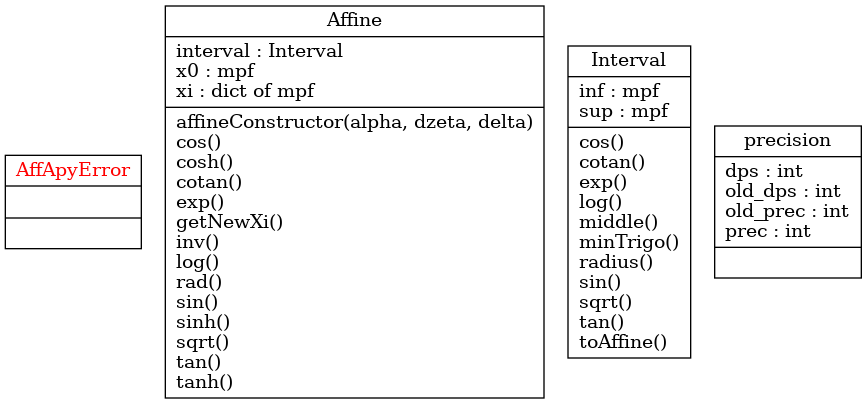 AffApyError
Affine
interval : Interval
x0 : mpf
xi : dict of mpf
affineConstructor(alpha, dzeta, delta)
cos()
cosh()
cotan()
exp()
getNewXi()
inv()
log()
rad()
sin()
sinh()
sqrt()
tan()
tanh()
Interval
inf : mpf
sup : mpf
cos()
cotan()
exp()
log()
middle()
minTrigo()
radius()
sin()
sqrt()
tan()
toAffine()
precision
dps : int
old_dps : int
old_prec : int
prec : int